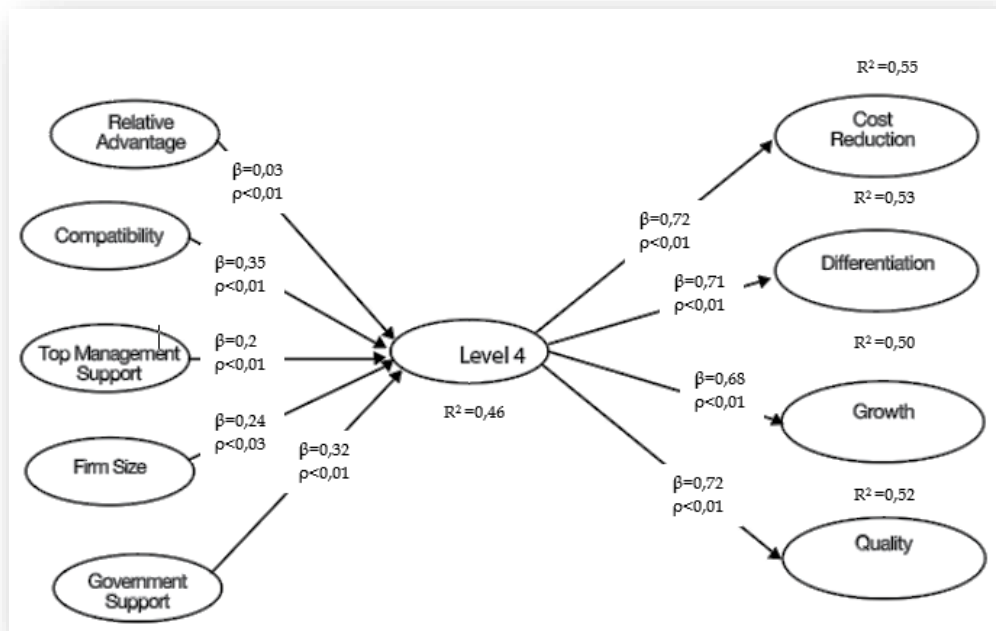 Relative
Advantage
β=0,03
ρ<0,01
Compatibility
β=0,35
ρ<0,01
Top Management
Support
β=0,2
ρ<0,01
Firm Size
β=0,24
ρ<0,03
Government
Support
β=0,32
ρ<0,01
Level 4
R²=0,46
β=0,72
ρ<0,01
R²=0,55
Cost
Reduction
β=0,71
ρ<0,01
R²=0,53
Differentiation
β=0,68
ρ<0,01
R²=0,50
Growth
β=0,72
ρ<0,01
R²=0,52
Quality